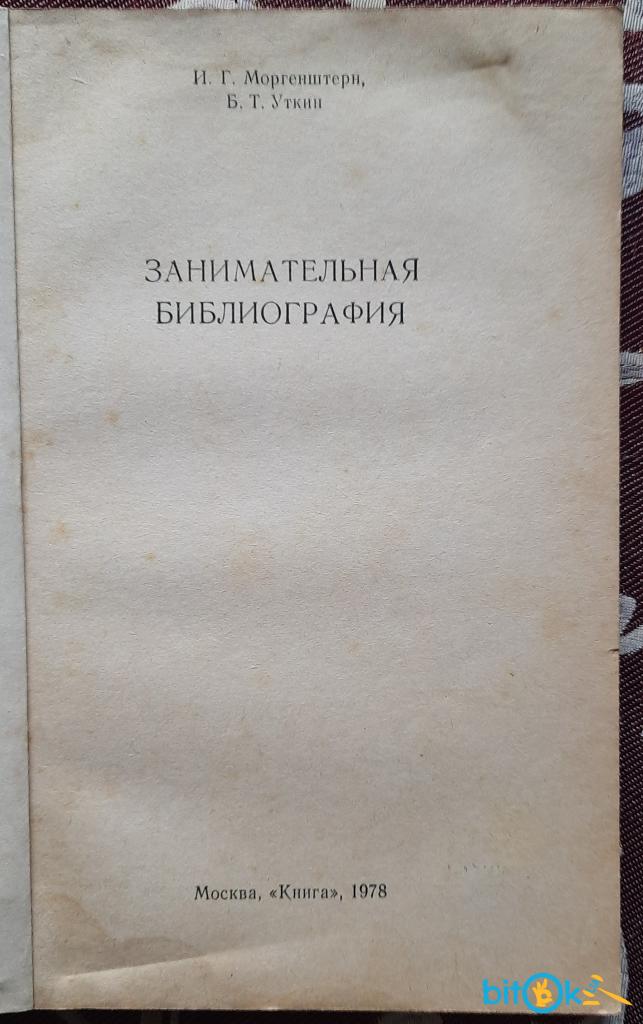 И. Г. Моргенштерн,
Б. Т. Уткин
ЗАНИМАТЕЛЬНАЯ
БИБЛИОГРАФИЯ
Москва, «Книга», 1978
bitOk